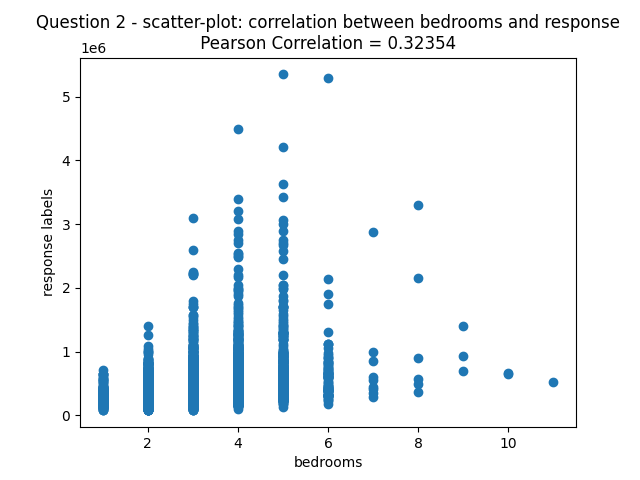 Question 2 - scatter-plot: correlation between bedrooms and response
Pearson Correlation = 0.32354
1e6
5
4
3
2
1
0
response labels
2
4
6
8
10
bedrooms